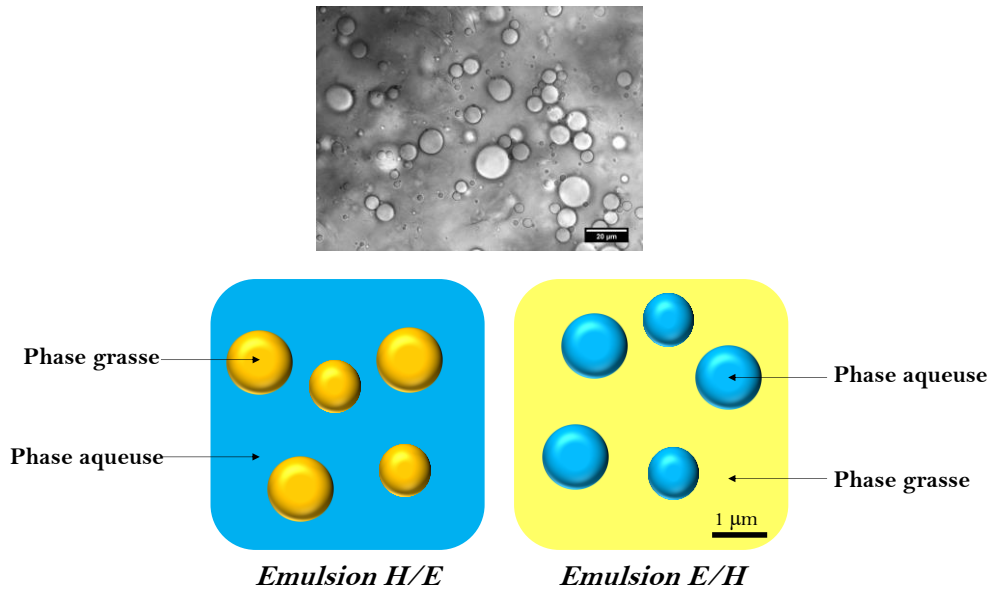 20 µm
Phase grasse
Phase aqueuse
Phase aqueuse
Phase grasse
1 µm
Emulsion H/E
Emulsion E/H